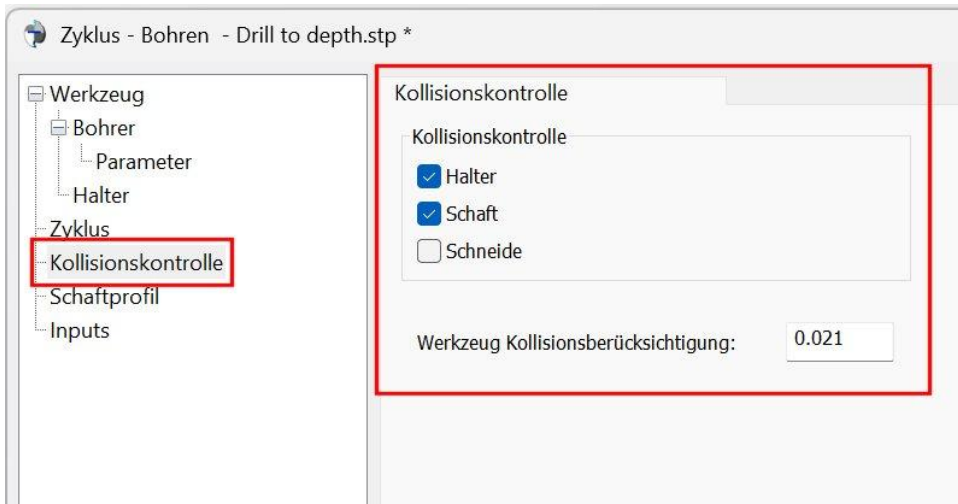 Zyklus - Bohren - Drill to depth.stp *
Werkzeug
Bohrer
Parameter
Halter
Zyklus
Kollisionskontrolle
Schaftprofil
Inputs
Kollisionskontrolle
Kollisionskontrolle
Halter
Schaft
Schneide
Werkzeug Kollisionsberücksichtigung: 0.021